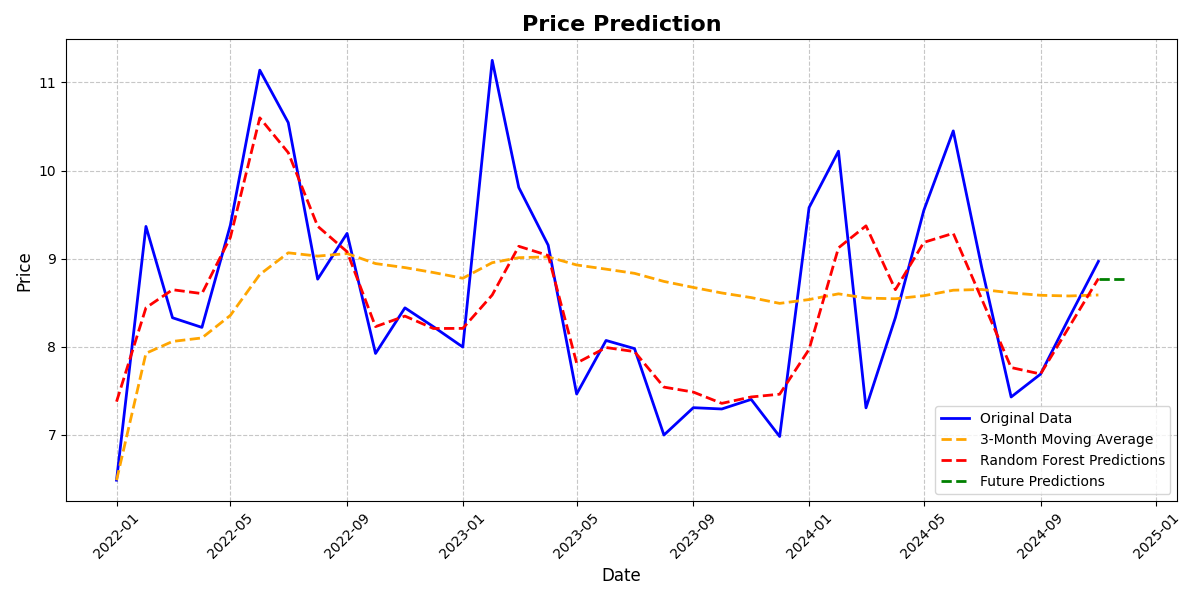 Price Prediction
Price
11
10
9
8
7
Original Data
3-Month Moving Average
Random Forest Predictions
Future Predictions
2022-01
2022-05
2022-09
2023-01
2023-05
2023-09
2024-01
2024-05
2024-09
2025-01
Date